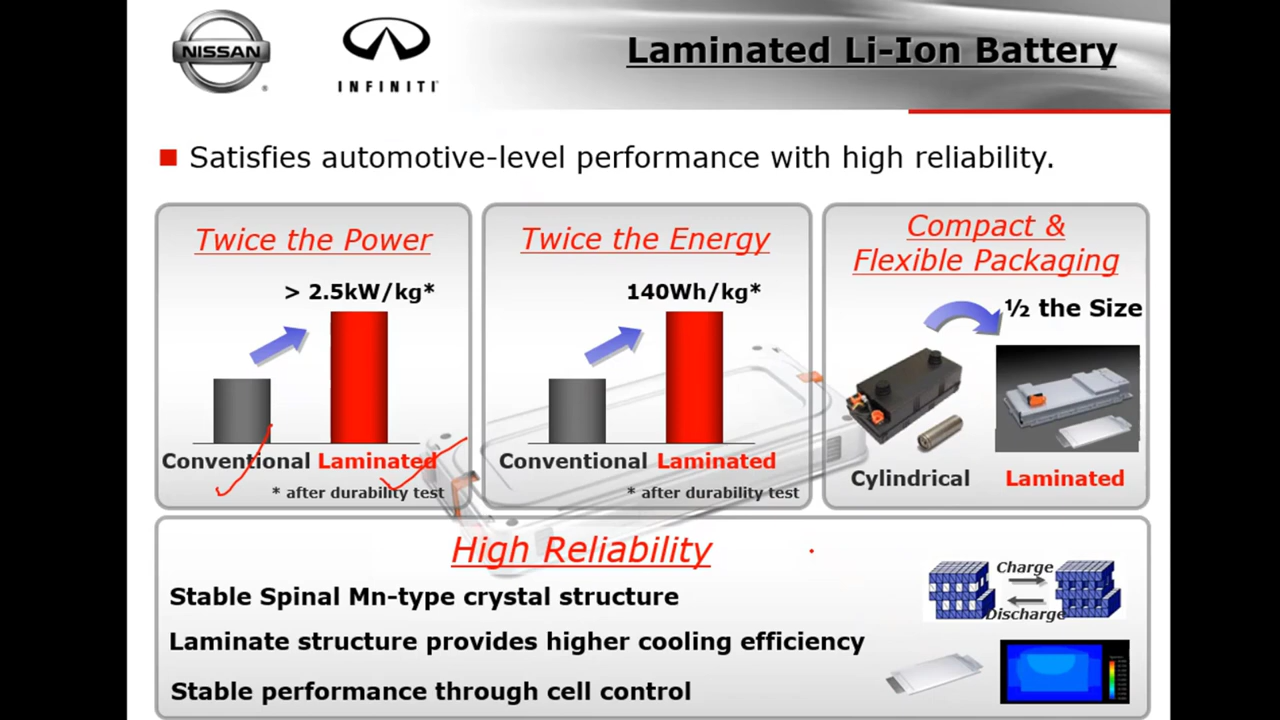 NISSAN
INFINITI
Laminated Li-Ion Battery
Satisfies automotive-level performance with high reliability.
Twice the Power
> 2.5kW/kg*
Conventional Laminated
* after durability test
Twice the Energy
140Wh/kg*
Conventional Laminated
* after durability test
Compact &
Flexible Packaging
½ the Size
Cylindrical
Laminated
High Reliability
Stable Spinal Mn-type crystal structure
Laminate structure provides higher cooling efficiency
Stable performance through cell control
Charge
Discharge